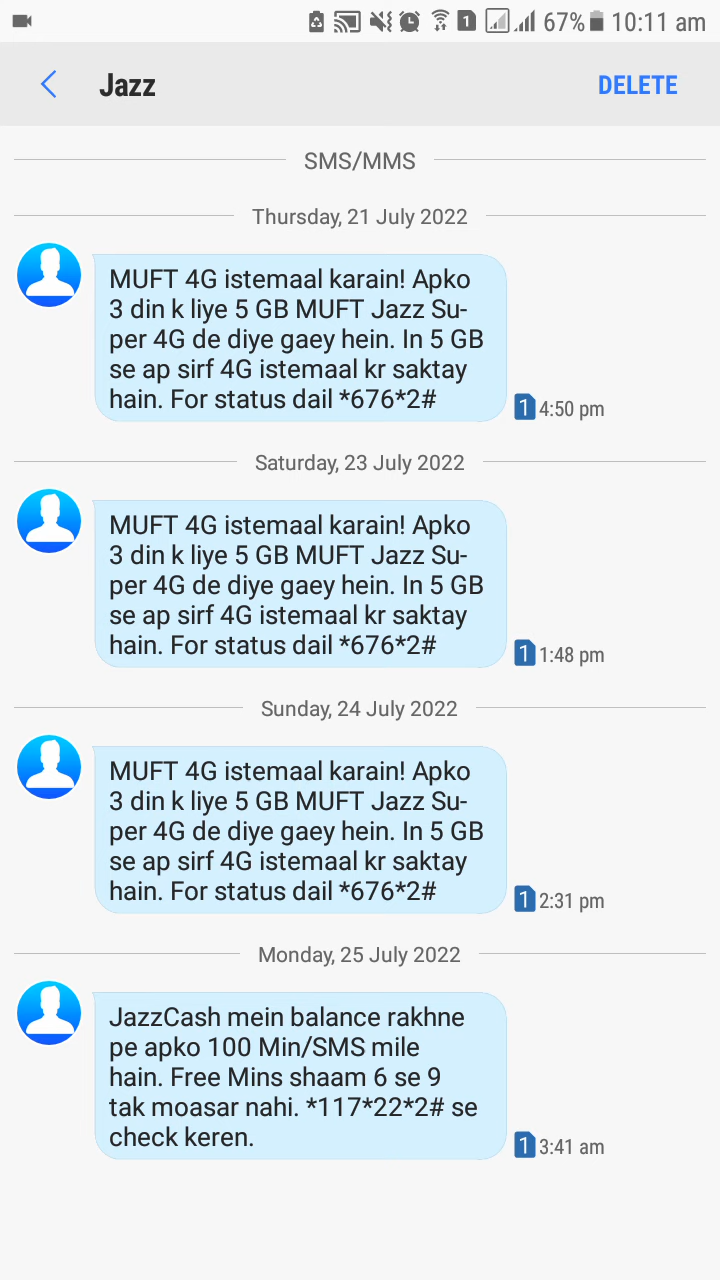 1 67% 10:11 am
Jazz DELETE
SMS/MMS
Thursday, 21 July 2022
MUFT 4G istemaal karain! Apko
3 din k liye 5 GB MUFT Jazz Su-
per 4G de diye gaey hein. In 5 GB
se ap sirf 4G istemaal kr saktay
hain. For status dail *676*2#
1 4:50 pm
Saturday, 23 July 2022
MUFT 4G istemaal karain! Apko
3 din k liye 5 GB MUFT Jazz Su-
per 4G de diye gaey hein. In 5 GB
se ap sirf 4G istemaal kr saktay
hain. For status dail *676*2#
1 1:48 pm
Sunday, 24 July 2022
MUFT 4G istemaal karain! Apko
3 din k liye 5 GB MUFT Jazz Su-
per 4G de diye gaey hein. In 5 GB
se ap sirf 4G istemaal kr saktay
hain. For status dail *676*2#
1 2:31 pm
Monday, 25 July 2022
JazzCash mein balance rakhne
pe apko 100 Min/SMS mile
hain. Free Mins shaam 6 se 9
tak moasar nahi. *117*22*2# se
check keren.
1 3:41 am